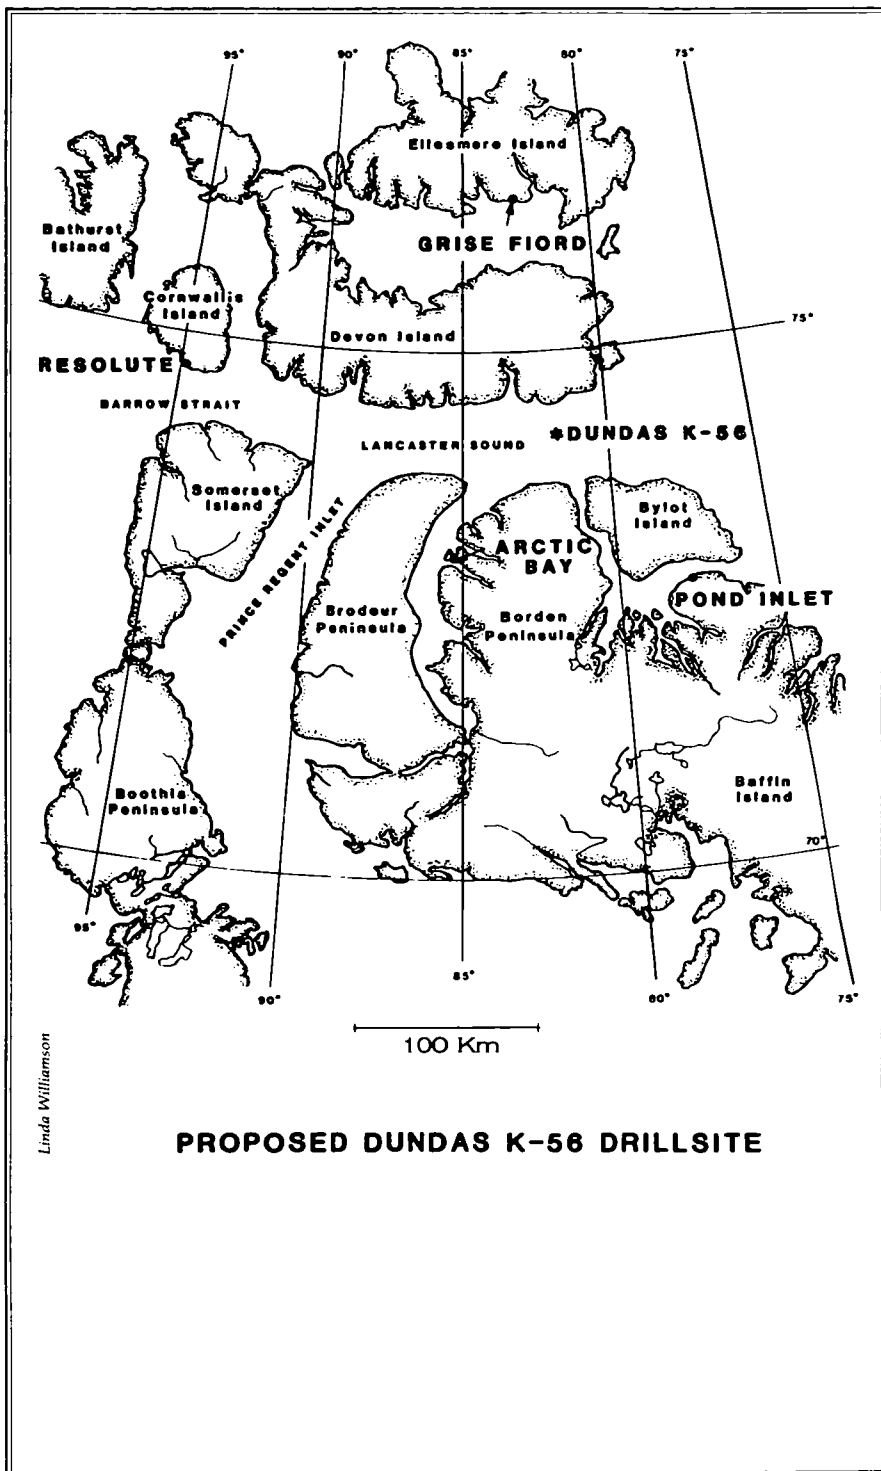 95°
90°
85°
80°
75°
Ellesmere Island
Bathurst
Island
GRISE FIORD
Cornwallis
Island
Devon Island
75°
RESOLUTE
BARROW STRAIT
LANCASTER SOUND
*DUNDAS K-56
Somerset
Island
Bylot
Island
PRINCE REGENT INLET
ARCTIC
BAY
POND INLET
Brodeur
Peninsula
Borden
Peninsula
Boothia
Peninsula
Baffin
Island
70°
95°
90°
85°
80°
75°
100 Km
Linda Williamson
PROPOSED DUNDAS K-56 DRILLSITE